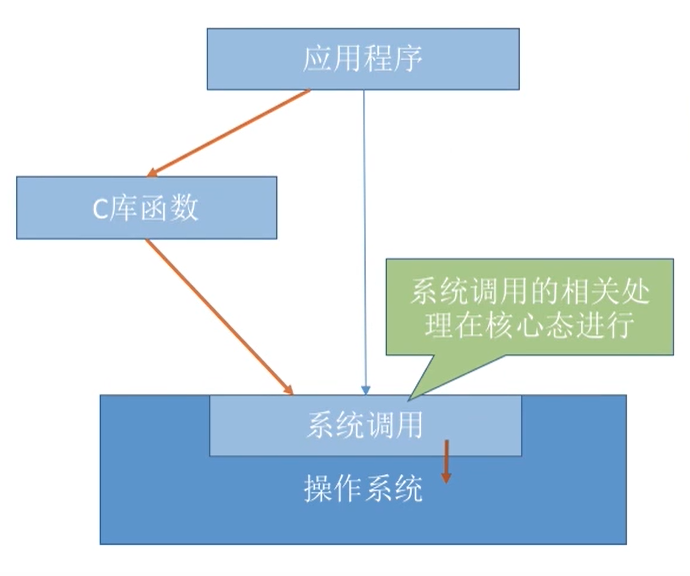 应用程序
C库函数
系统调用的相关处
理在核心态进行
系统调用
操作系统